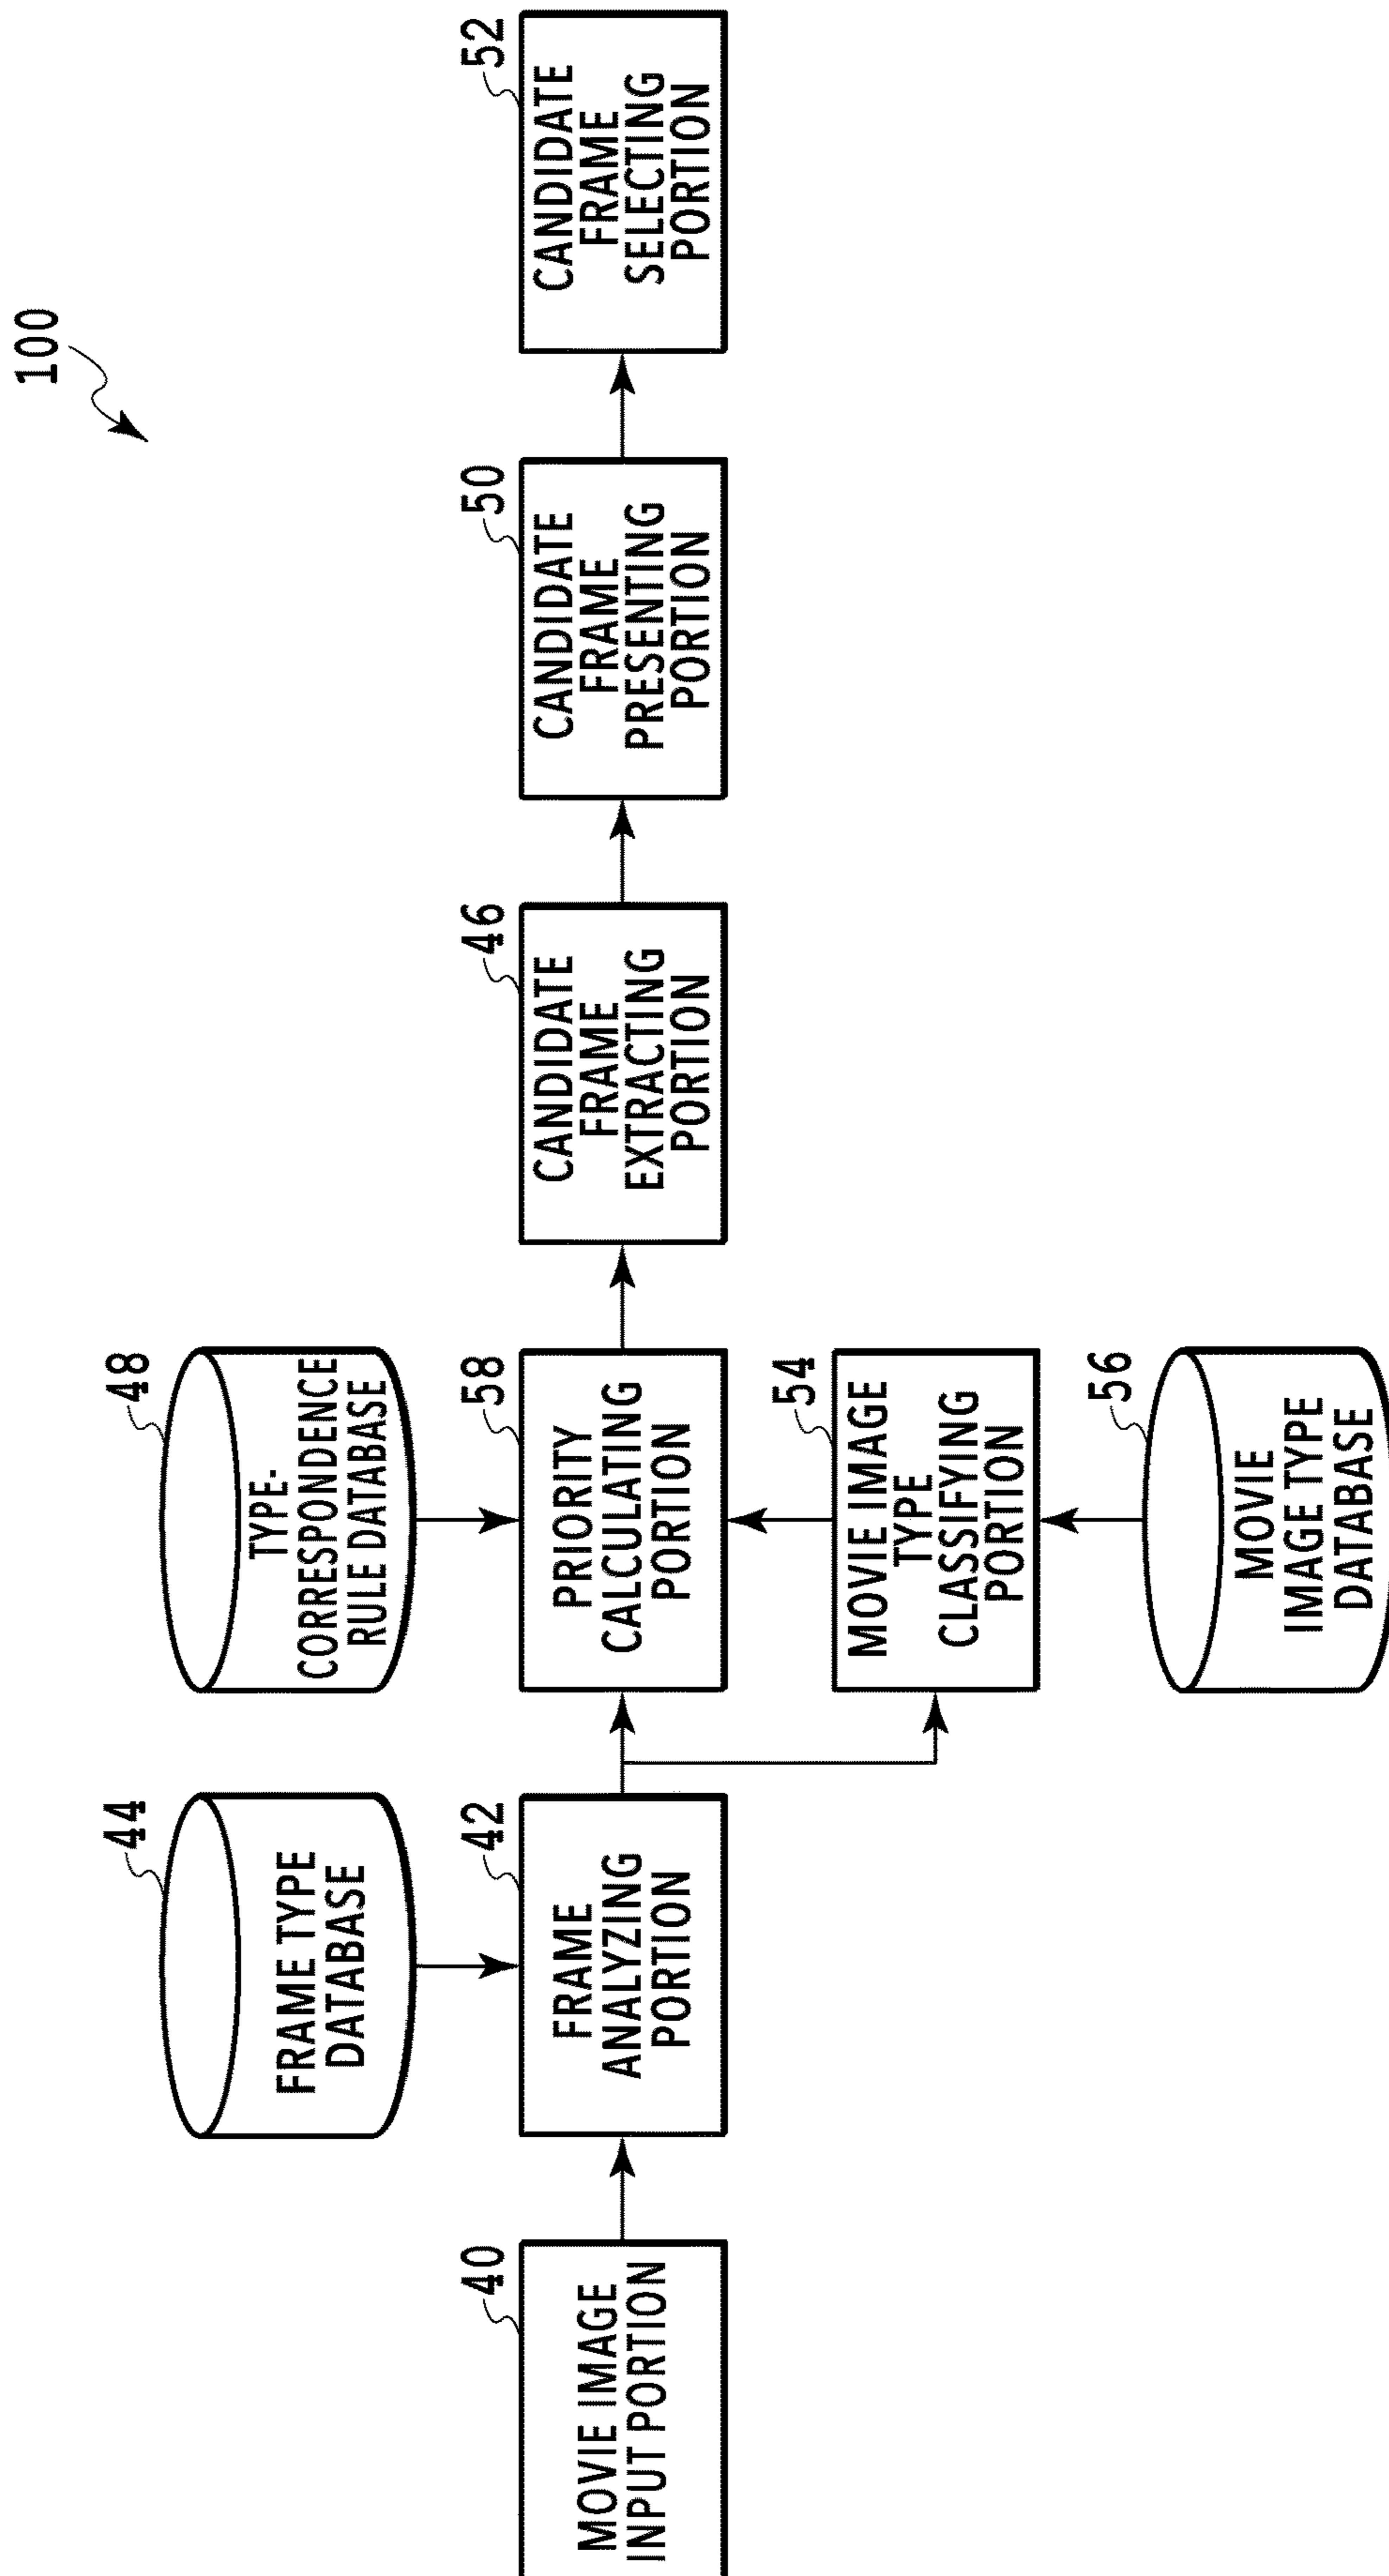 100
44
FRAME TYPE
DATABASE
48
TYPE-
CORRESPONDENCE
RULE DATABASE
40
MOVIE IMAGE
INPUT PORTION
42
FRAME
ANALYZING
PORTION
58
PRIORITY
CALCULATING
PORTION
46
CANDIDATE
FRAME
EXTRACTING
PORTION
50
CANDIDATE
FRAME
PRESENTING
PORTION
52
CANDIDATE
FRAME
SELECTING
PORTION
54
MOVIE IMAGE
TYPE
CLASSIFYING
PORTION
56
MOVIE
IMAGE TYPE
DATABASE